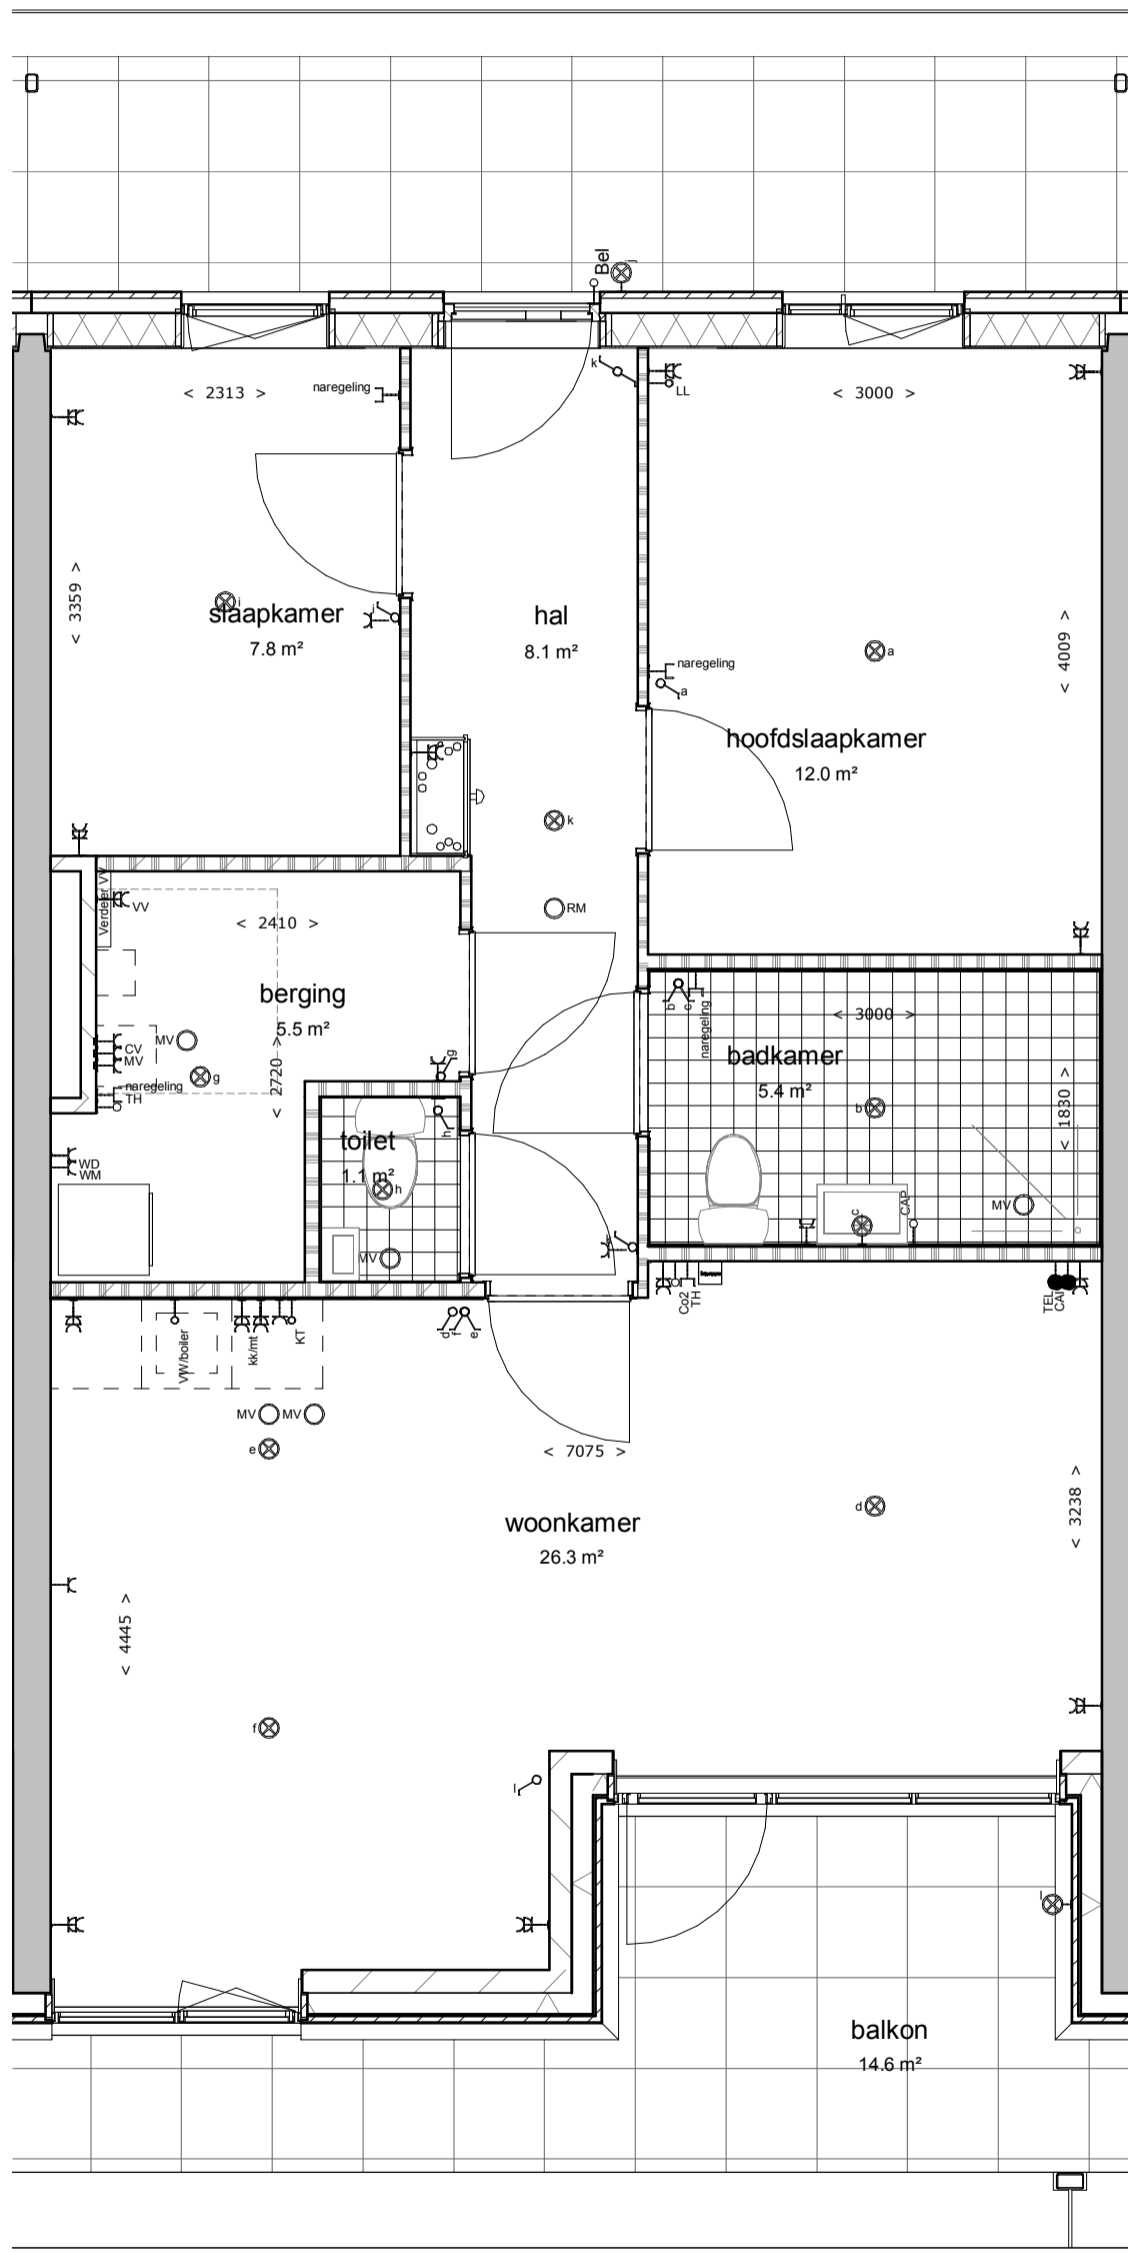 Bel
j
k
< 2313 >
naregeling
LL
< 3000 >
< 3359 >
i
slaapkamer
7.8 m²
i
hal
8.1 m²
< 4009 >
a
naregeling
a
hoofdslaapkamer
12.0 m²
k
Verdeler VV
VV
< 2410 >
RM
berging
5.5 m²
MV
CV
MV
g
naregeling
TH
< 2720 >
g
b
c
naregeling
< 3000 >
badkamer
5.4 m²
b
< 1830 >
WD
WM
toilet
1.1 m²
h
h
MV
c
CAP
MV
Co2
TH
TEL
CAI
VW/boiler
kk/mt
KT
d
f
e
MV
MV
e
< 7075 >
d
< 3238 >
woonkamer
26.3 m²
< 4445 >
f
l
l
balkon
14.6 m²